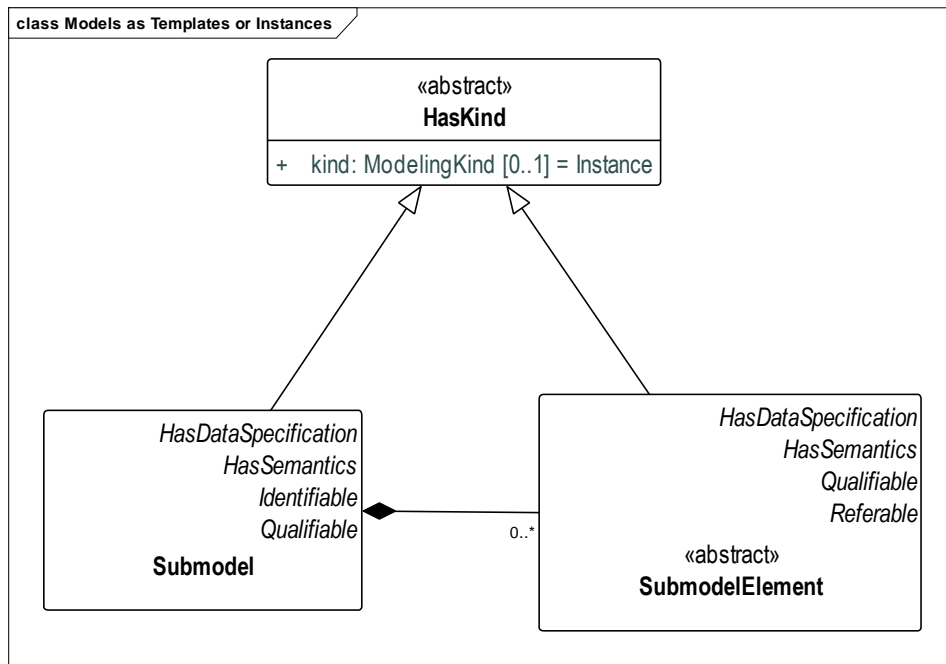 class Models as Templates or Instances
«abstract»
HasKind
+ kind: ModelingKind [0..1] = Instance
HasDataSpecification
HasSemantics
Identifiable
Qualifiable
Submodel
0..*
HasDataSpecification
HasSemantics
Qualifiable
Referable
«abstract»
SubmodelElement